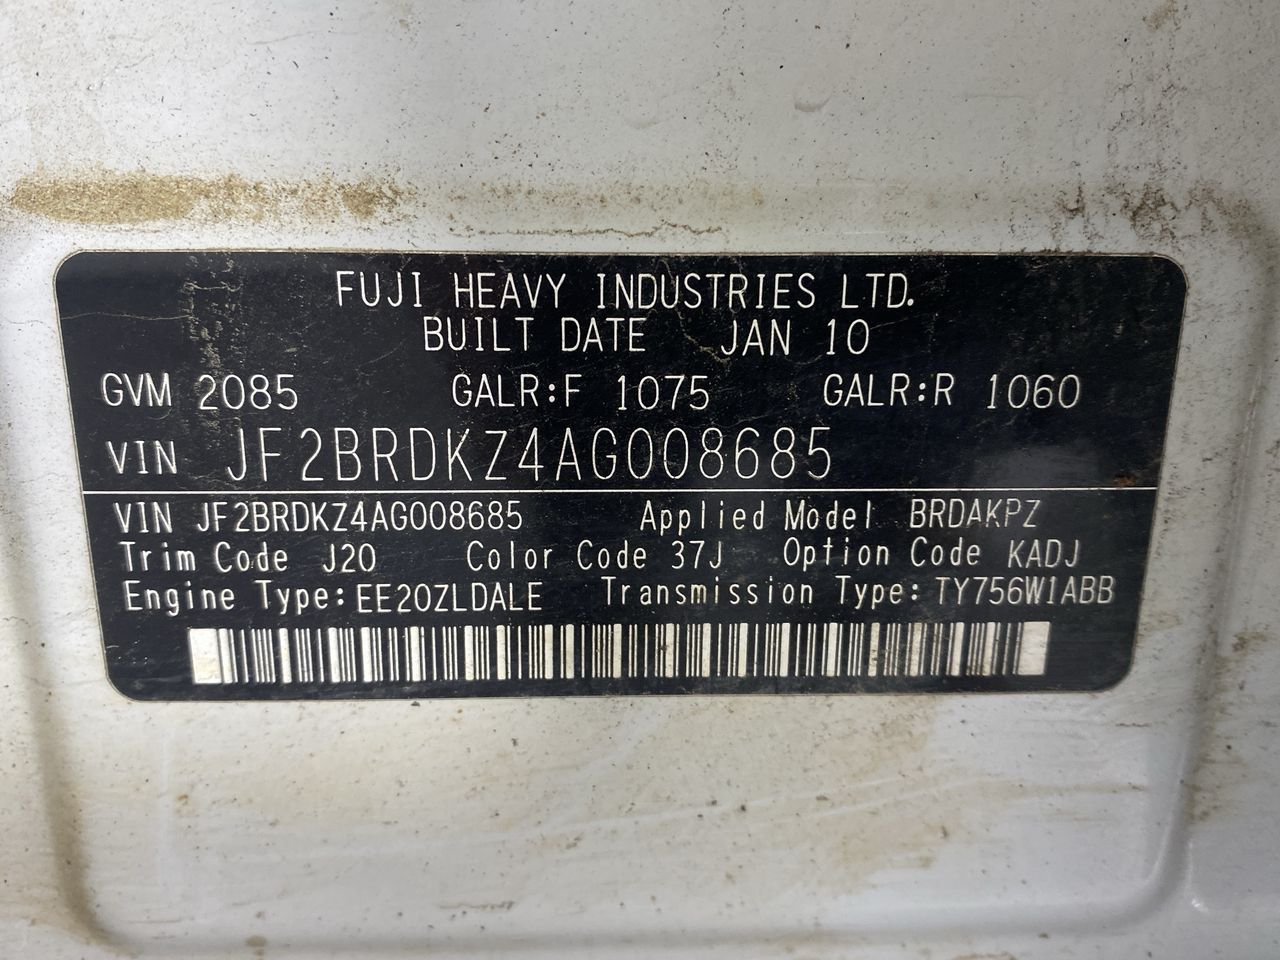 FUJI HEAVY INDUSTRIES LTD.
BUILT DATE JAN 10
GVM 2085 GALR:F 1075 GALR:R 1060
VIN JF2BRDKZ4AG008685
VIN JF2BRDKZ4AG008685 Applied Model BRDAKPZ
Trim Code J20 Color Code 37J Option Code KADJ
Engine Type:EE20ZLDALE Transmission Type:TY756W1ABB